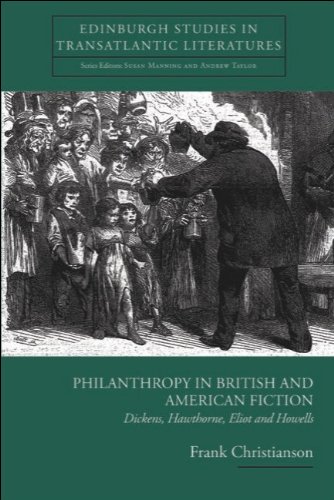 EDINBURGH STUDIES IN
TRANSATLANTIC LITERATURES
Series Editors: SUSAN MANNING AND ANDREW TAYLOR
PHILANTHROPY IN BRITISH AND
AMERICAN FICTION
Dickens, Hawthorne, Eliot and Howells
Frank Christianson